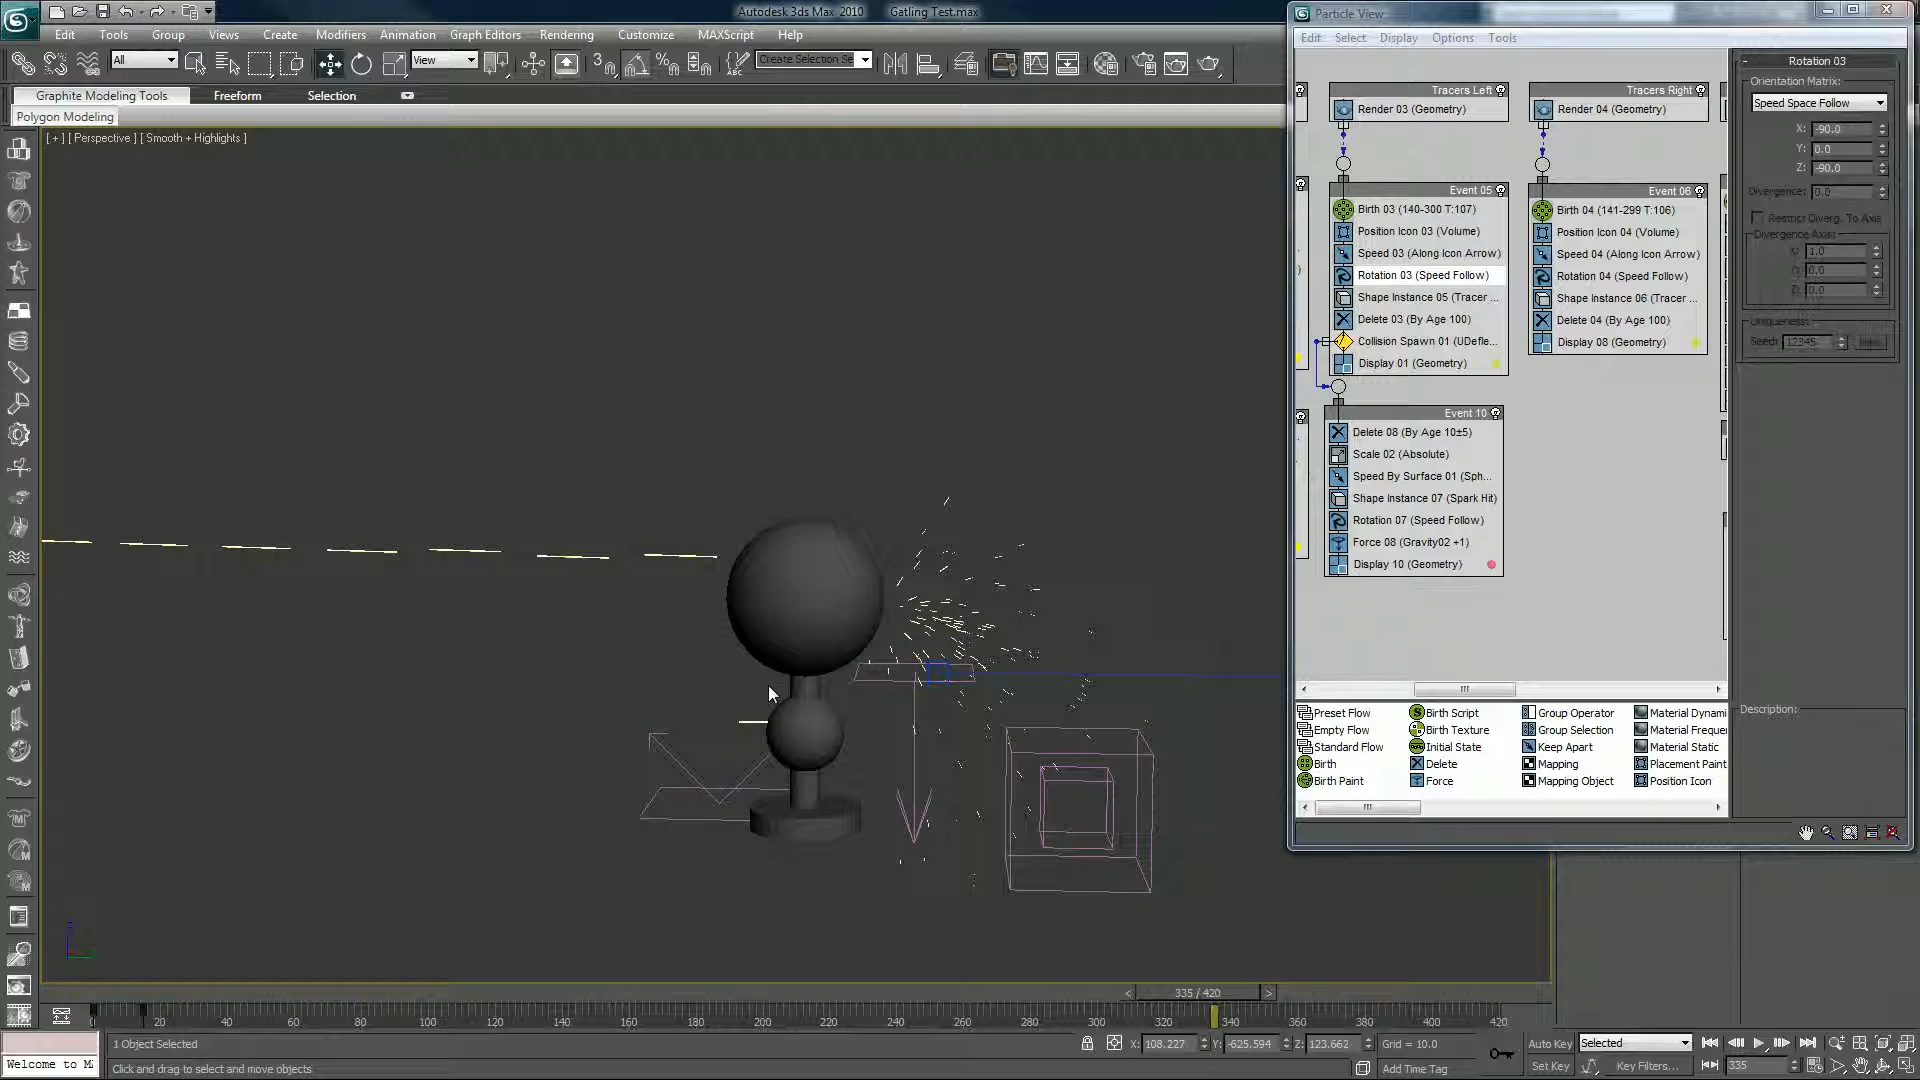 Autodesk 3ds Max 2010 Gatling Test.max
Edit Tools Group Views Create Modifiers Animation Graph Editors Rendering Customize MAXScript Help
All View Create Selection Se
Graphite Modeling Tools Freeform Selection
Polygon Modeling
[ + ] [ Perspective ] [ Smooth + Highlights ]
Particle View
Edit Select Display Options Tools
Tracers Left
Render 03 (Geometry)
Event 05
Birth 03 (140-300 T:107)
Position Icon 03 (Volume)
Speed 03 (Along Icon Arrow)
Rotation 03 (Speed Follow)
Shape Instance 05 (Tracer ...
Delete 03 (By Age 100)
Collision Spawn 01 (UDefle...
Display 01 (Geometry)
Event 10
Delete 08 (By Age 10±5)
Scale 02 (Absolute)
Speed By Surface 01 (Sph...
Shape Instance 07 (Spark Hit)
Rotation 07 (Speed Follow)
Force 08 (Gravity02 +1)
Display 10 (Geometry)
Tracers Right
Render 04 (Geometry)
Event 06
Birth 04 (141-299 T:106)
Position Icon 04 (Volume)
Speed 04 (Along Icon Arrow)
Rotation 04 (Speed Follow)
Shape Instance 06 (Tracer ...
Delete 04 (By Age 100)
Display 08 (Geometry)
Rotation 03
Orientation Matrix:
Speed Space Follow
X: -90.0
Y: 0.0
Z: -90.0
Divergence: 0.0
Restrict Diverg. To Axis
Divergence Axis:
X: 1.0
0.0
Z: 0.0
Uniqueness:
Seed: 12345
Preset Flow Birth Script Group Operator Material Dynami
Empty Flow Birth Texture Group Selection Material Freque
Standard Flow Initial State Keep Apart Material Static
Birth Delete Mapping Placement Paint
Birth Paint Force Mapping Object Position Icon
Description:
335 / 420
0 20 40 60 80 100 120 140 160 180 200 220 240 260 280 300 320 340 360 380 400 420
1 Object Selected X: 108.227 Y: -625.594 Z: 123.662 Grid = 10.0 Auto Key Selected
Welcome to M Click and drag to select and move objects Add Time Tag Set Key Key Filters... 335